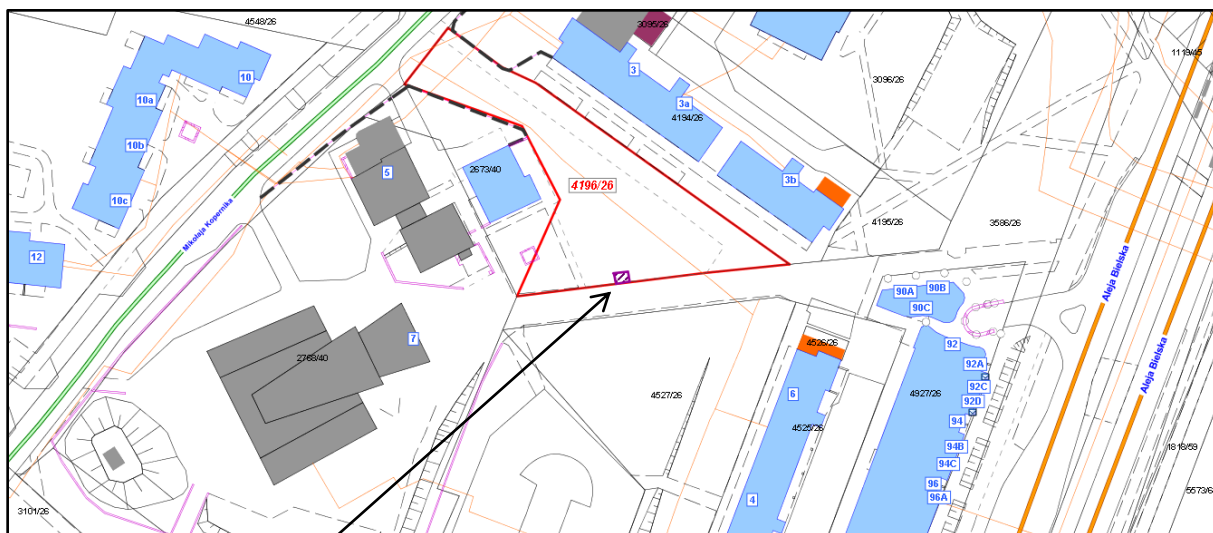 4548/26
3095/26
1119/45
10
3
3096/26
10a
3a
4194/26
10b
5
2673/40
3b
4196/26
10c
4195/26
3586/26
Mikołaja Kopernika
12
Aleja Bielska
90A
90B
90C
7
92
4526/26
2768/40
92A
Aleja Bielska
92C
4527/26
6
4927/26
92D
94
4525/26
94B
1818/59
94C
96
5573/6
4
96A
3101/26